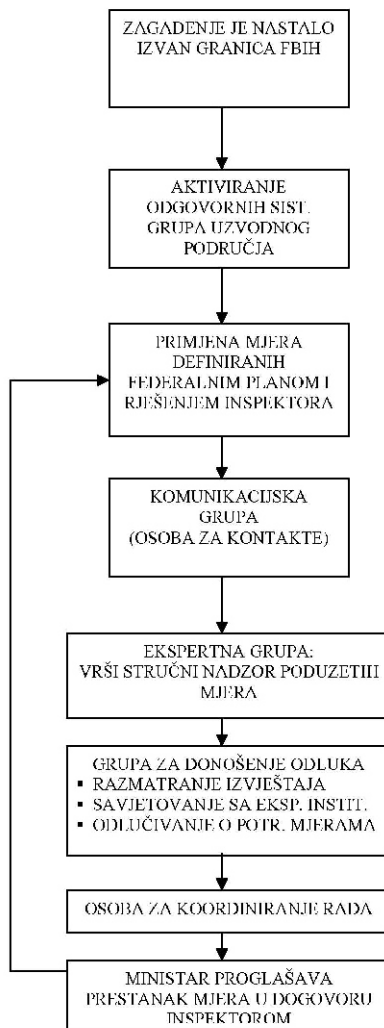 ZAGAĐENJE JE NASTALO
IZVAN GRANICA FBIH
AKTIVIRANJE
ODGOVORNIH SIST.
GRUPA UZVODNOG
PODRUČJA
PRIMJENA MJERA
DEFINIRANIH
FEDERALNIM PLANOM I
RJEŠENJEM INSPEKTORA
KOMUNIKACIJSKA
GRUPA
(OSOBA ZA KONTAKTE)
EKSPERTNA GRUPA:
VRŠI STRUČNI NADZOR PODUZETIH
MJERA
GRUPA ZA DONOŠENJE ODLUKA
▪ RAZMATRANJE IZVJEŠTAJA
▪ SAVJETOVANJE SA EKSP. INSTIT.
▪ ODLUČIVANJE O POTR. MJERAMA
OSOBA ZA KOORDINIRANJE RADA
MINISTAR PROGLAŠAVA
PRESTANAK MJERA U DOGOVORU
INSPEKTOROM